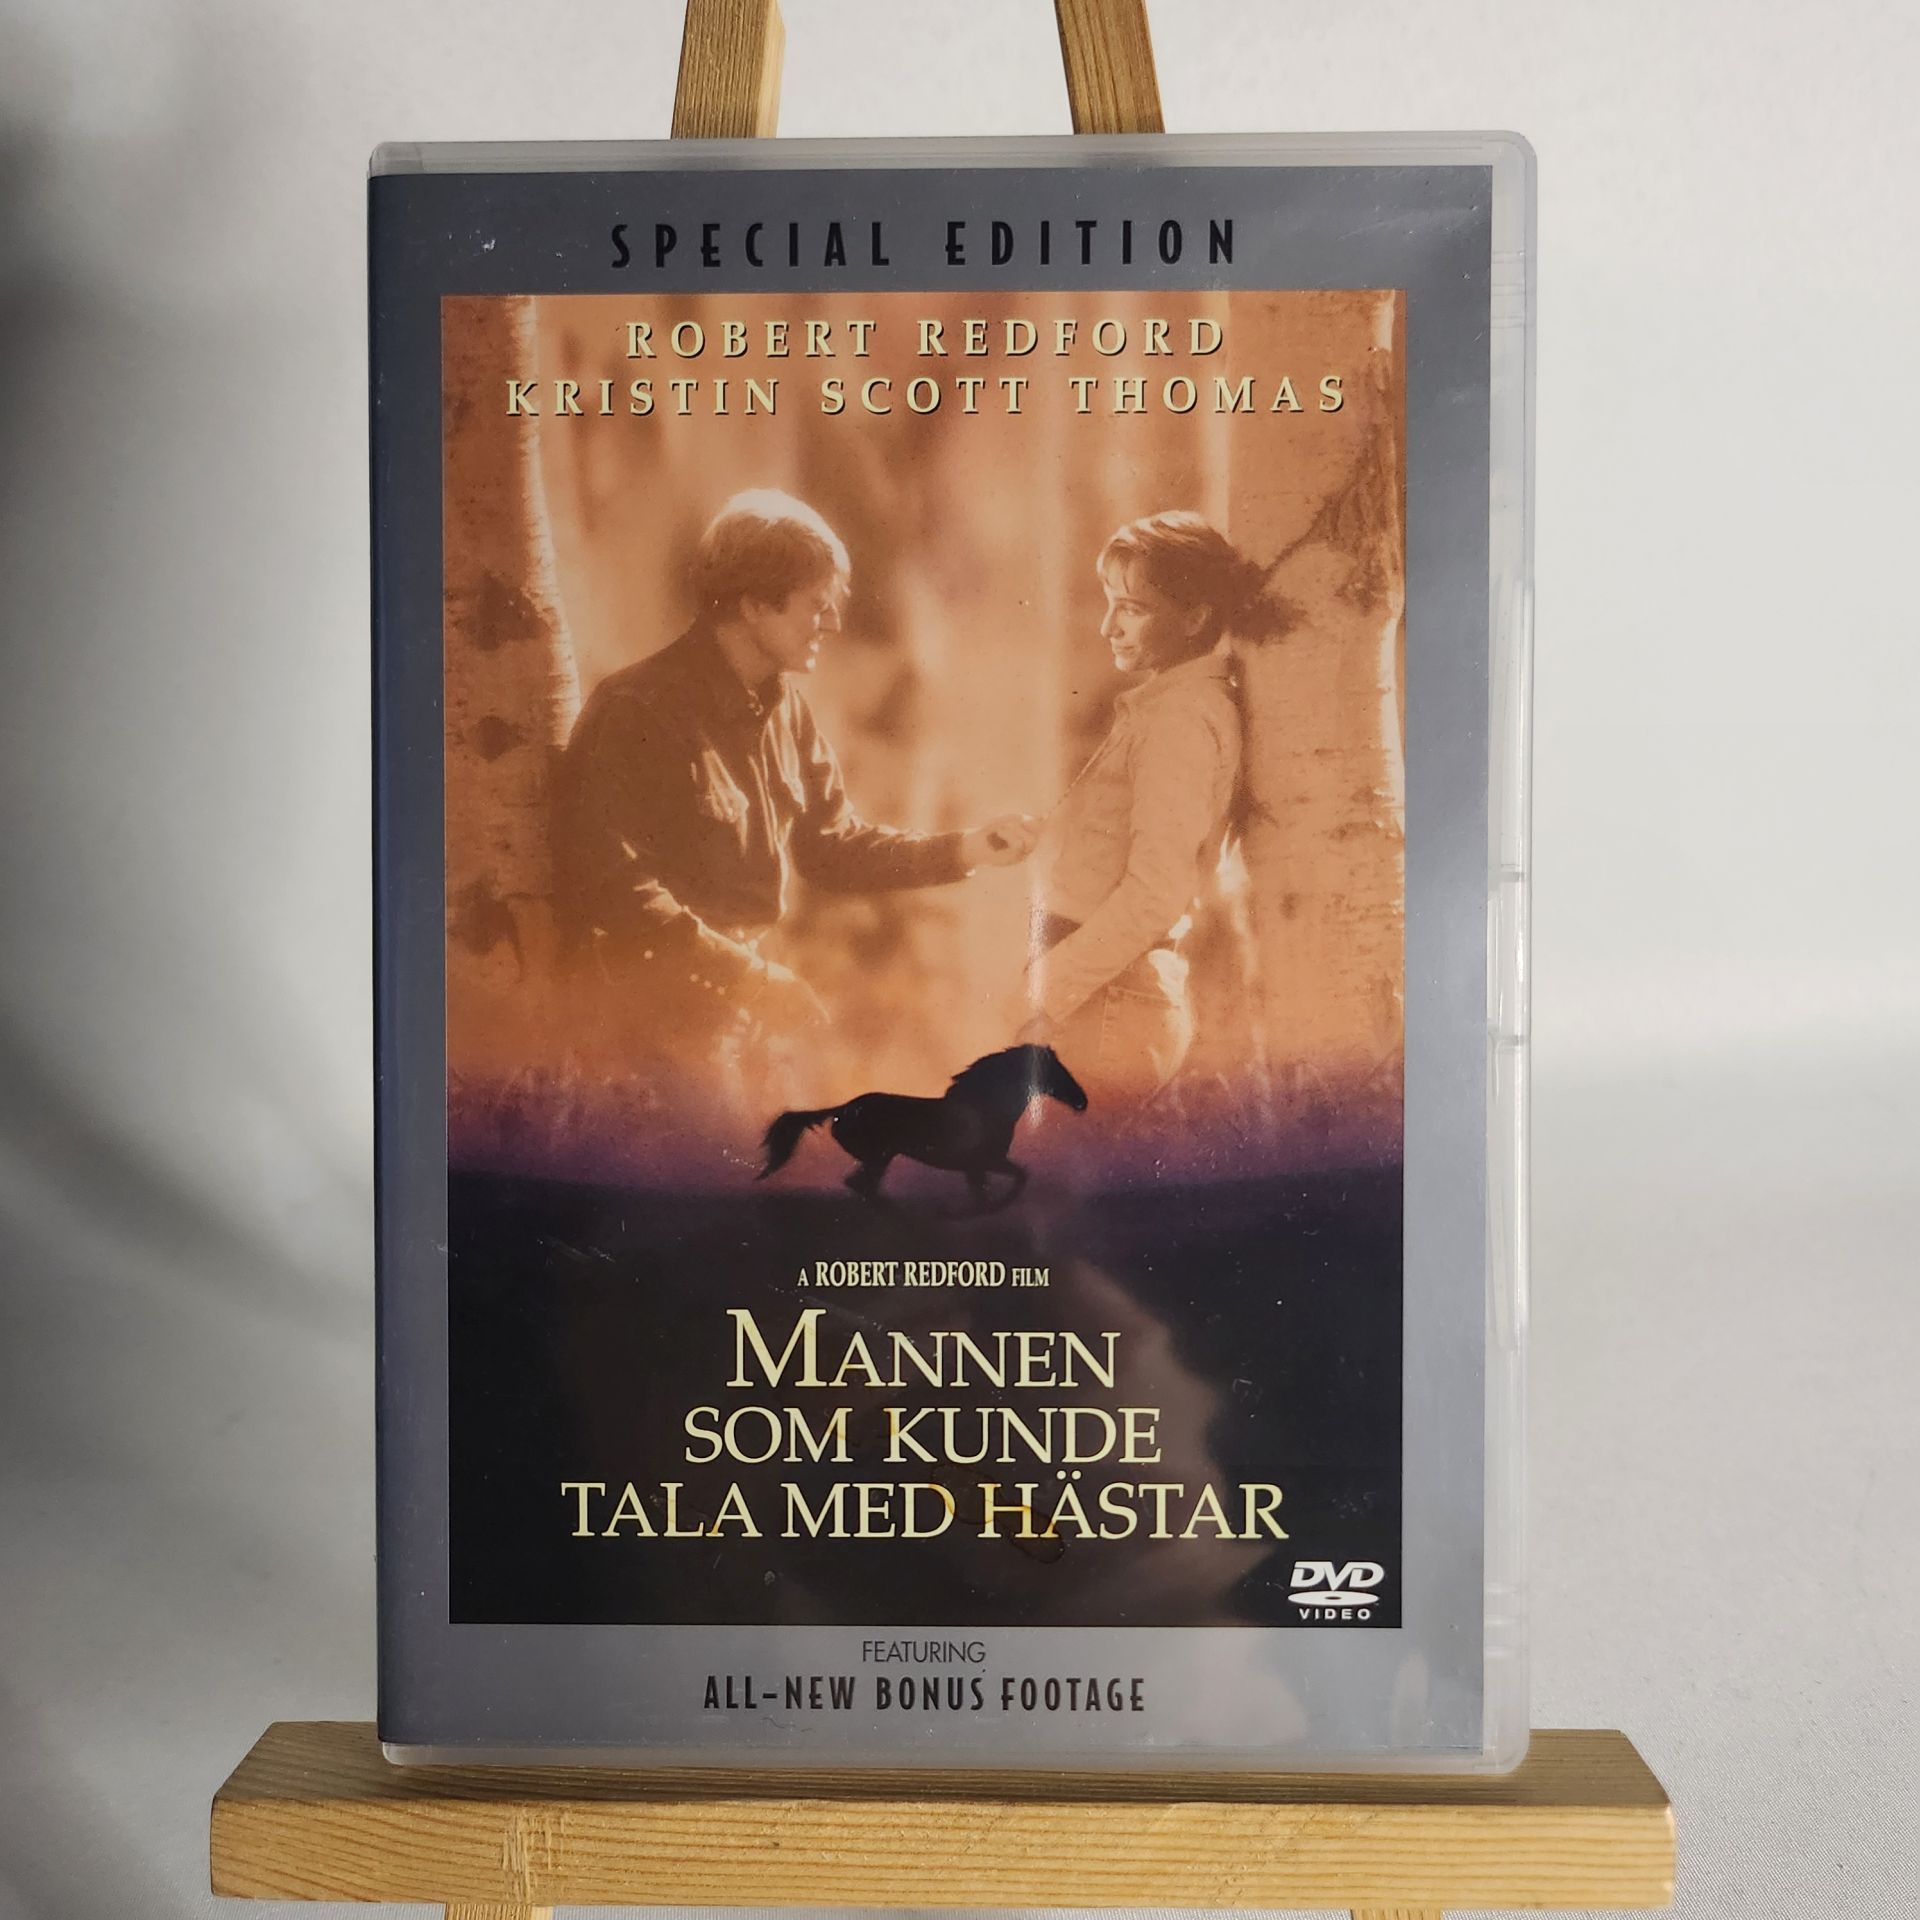 SPECIAL EDITION
ROBERT REDFORD
KRISTIN SCOTT THOMAS
A ROBERT REDFORD FILM
MANNEN
SOM KUNDE
TALA MED HÄSTAR
DVD
VIDEO
FEATURING
ALL-NEW BONUS FOOTAGE